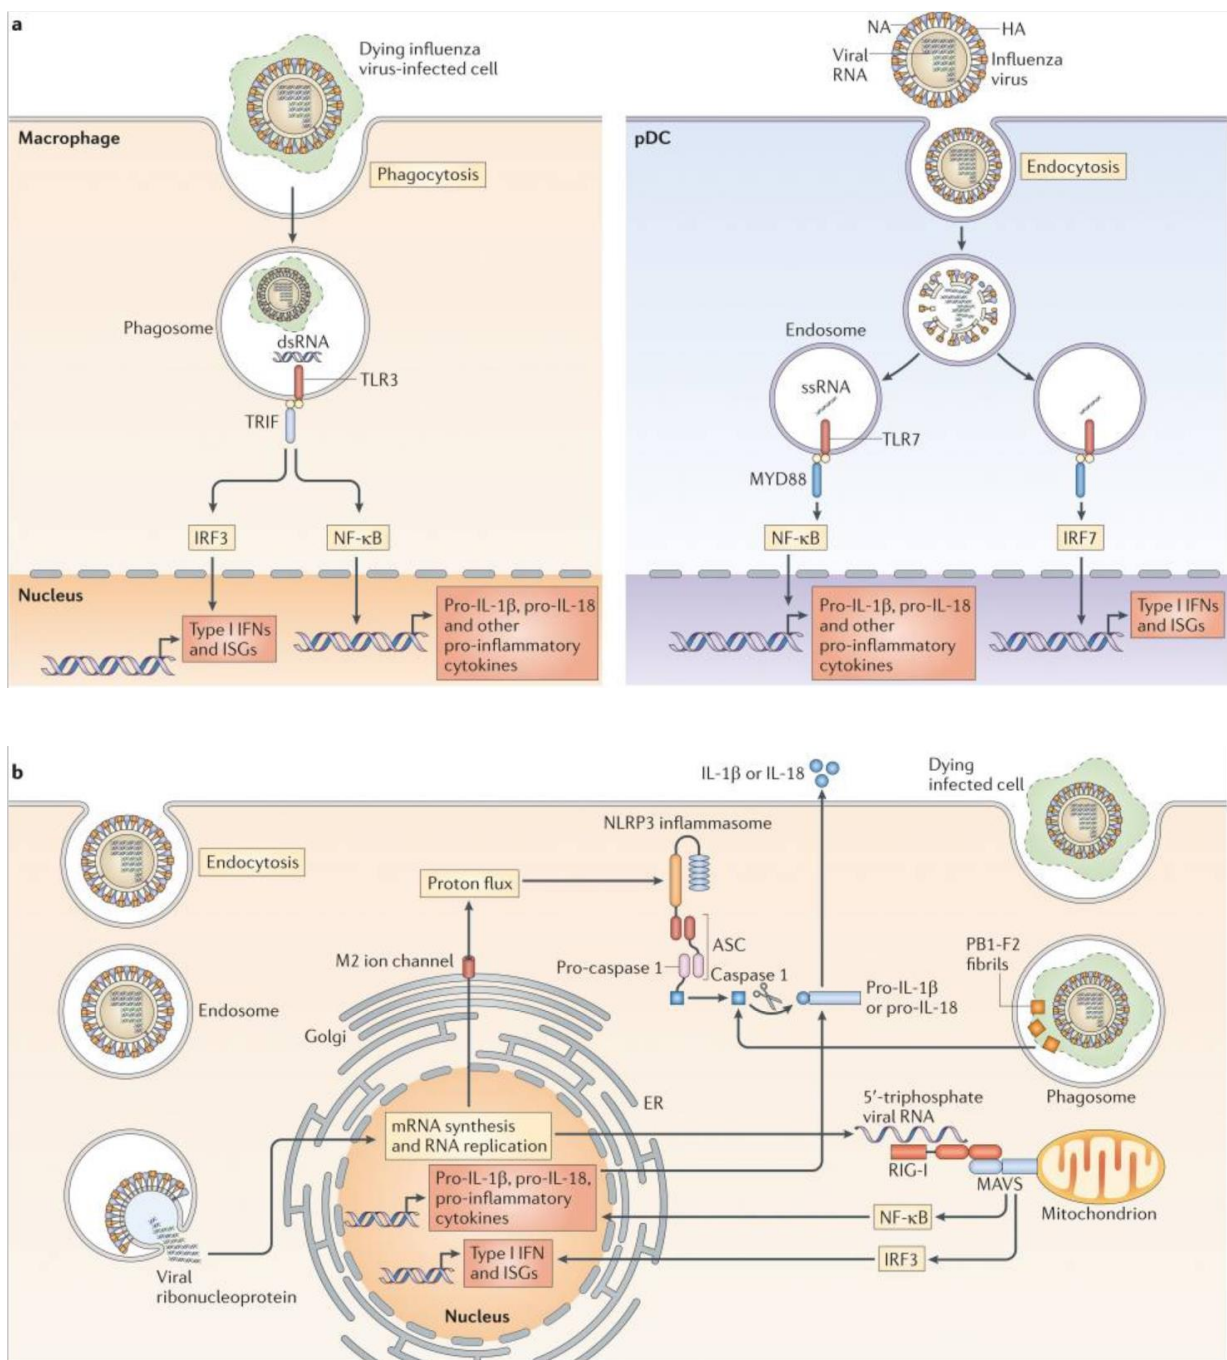 a
Dying influenza
virus-infected cell
Macrophage
Phagocytosis
Phagosome
dsRNA
TLR3
TRIF
IRF3
NF-κB
Nucleus
Type I IFNs
and ISGs
Pro-IL-1β, pro-IL-18
and other
pro-inflammatory
cytokines
NA
HA
Viral
RNA
Influenza
virus
pDC
Endocytosis
Endosome
ssRNA
TLR7
MYD88
NF-κB
IRF7
Pro-IL-1β, pro-IL-18
and other
pro-inflammatory
cytokines
Type I IFNs
and ISGs
b
Endocytosis
Endosome
Viral
ribonucleoprotein
IL-1β or IL-18
NLRP3 inflammasome
Proton flux
M2 ion channel
Golgi
ASC
Pro-caspase 1
Caspase 1
Pro-IL-1β
or pro-IL-18
Dying
infected cell
PB1-F2
fibrils
Phagosome
ER
mRNA synthesis
and RNA replication
5′-triphosphate
viral RNA
RIG-I
MAVS
Mitochondrion
Pro-IL-1β, pro-IL-18,
pro-inflammatory
cytokines
NF-κB
Type I IFN
and ISGs
IRF3
Nucleus